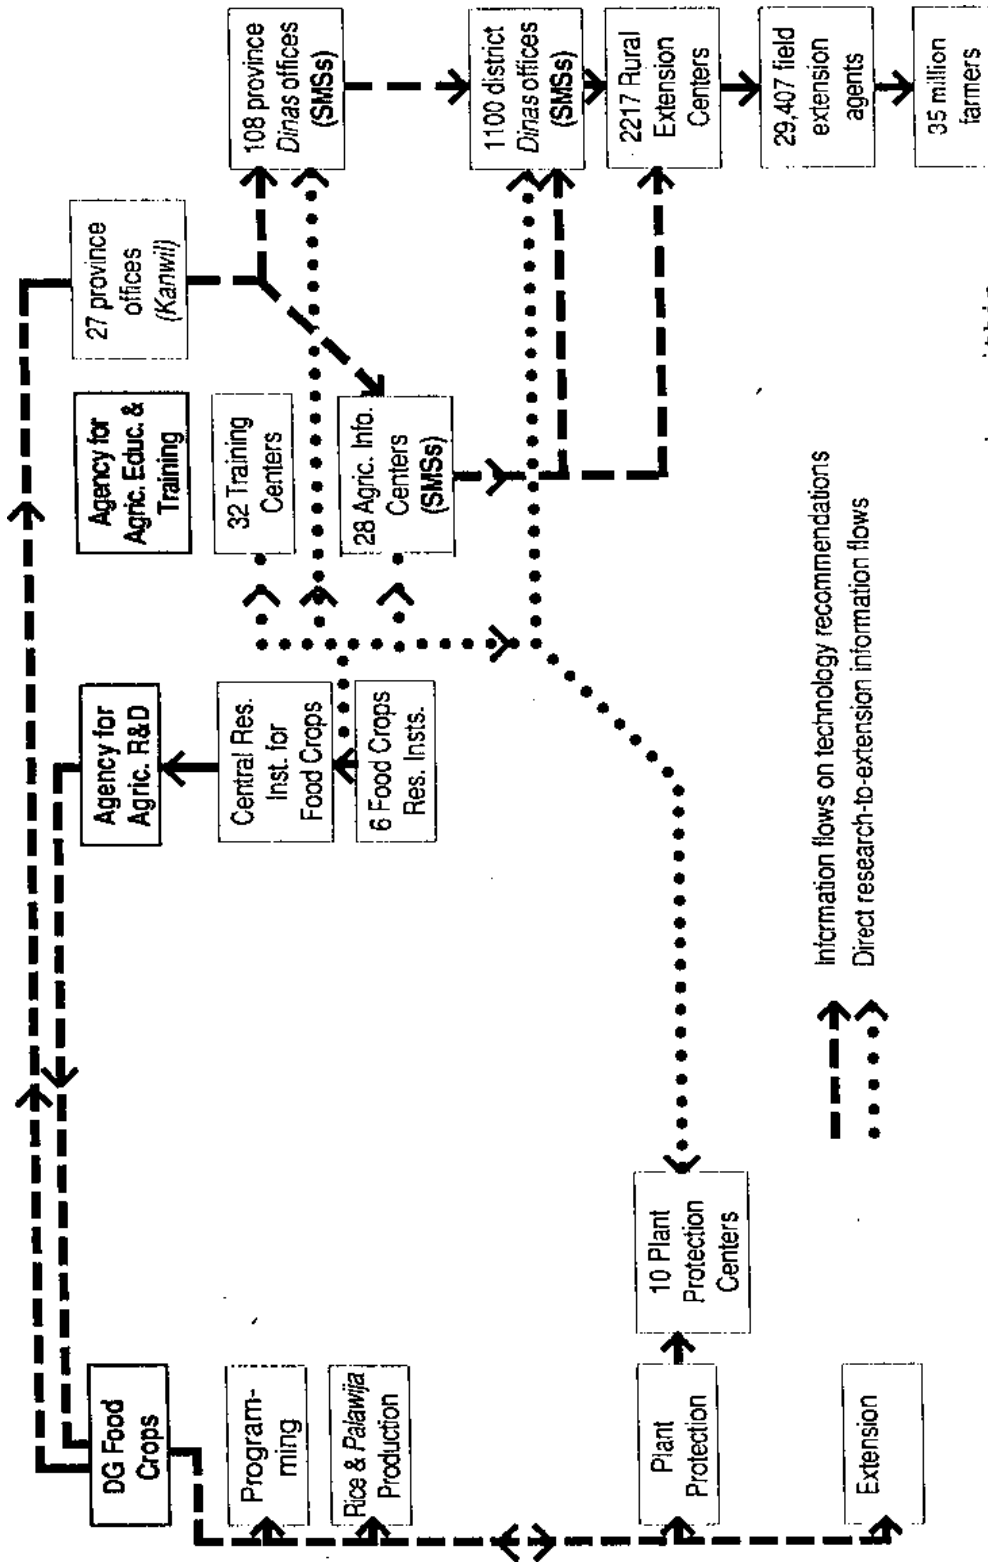 DG Food
Crops
Program-
ming
Rice & Palawija
Production
Plant
Protection
Extension
10 Plant
Protection
Centers
Agency for
Agric. R&D
Central Res.
Inst. for
Food Crops
6 Food Crops
Res. Insts.
Agency for
Agric. Educ. &
Training
32 Training
Centers
28 Agric. Info.
Centers
(SMSs)
27 province
offices
(Kanwil)
108 province
Dinas offices
(SMSs)
1100 district
Dinas offices
(SMSs)
2217 Rural
Extension
Centers
29,407 field
extension
agents
35 million
farmers
Information flows on technology recommendations
Direct research-to-extension information flows